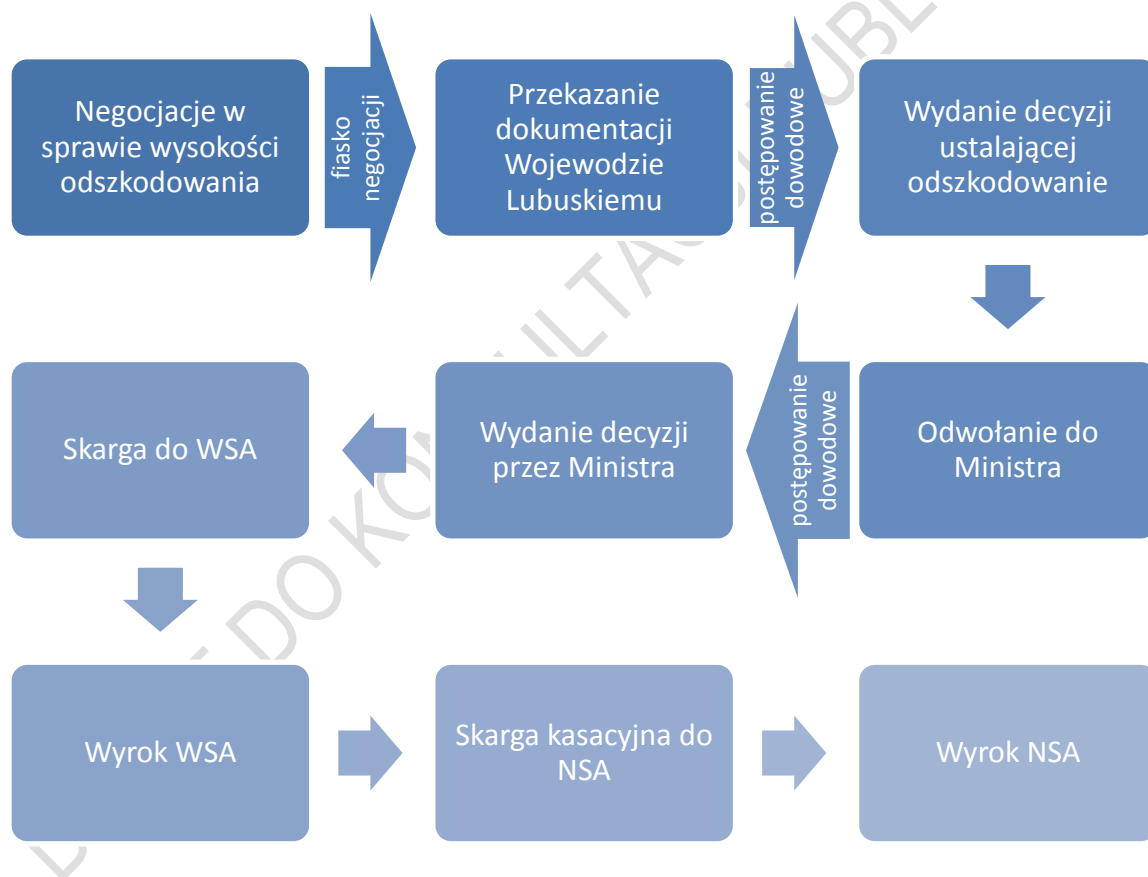 Negocjacje w
sprawie wysokości
odszkodowania
fiasko
negocjacji
Przekazanie
dokumentacji
Wojewodzie
Lubuskiemu
postępowanie
dowodowe
Wydanie decyzji
ustalającej
odszkodowanie
Odwołanie do
Ministra
postępowanie
dowodowe
Wydanie decyzji
przez Ministra
Skarga do WSA
Wyrok WSA
Skarga kasacyjna do
NSA
Wyrok NSA
DO